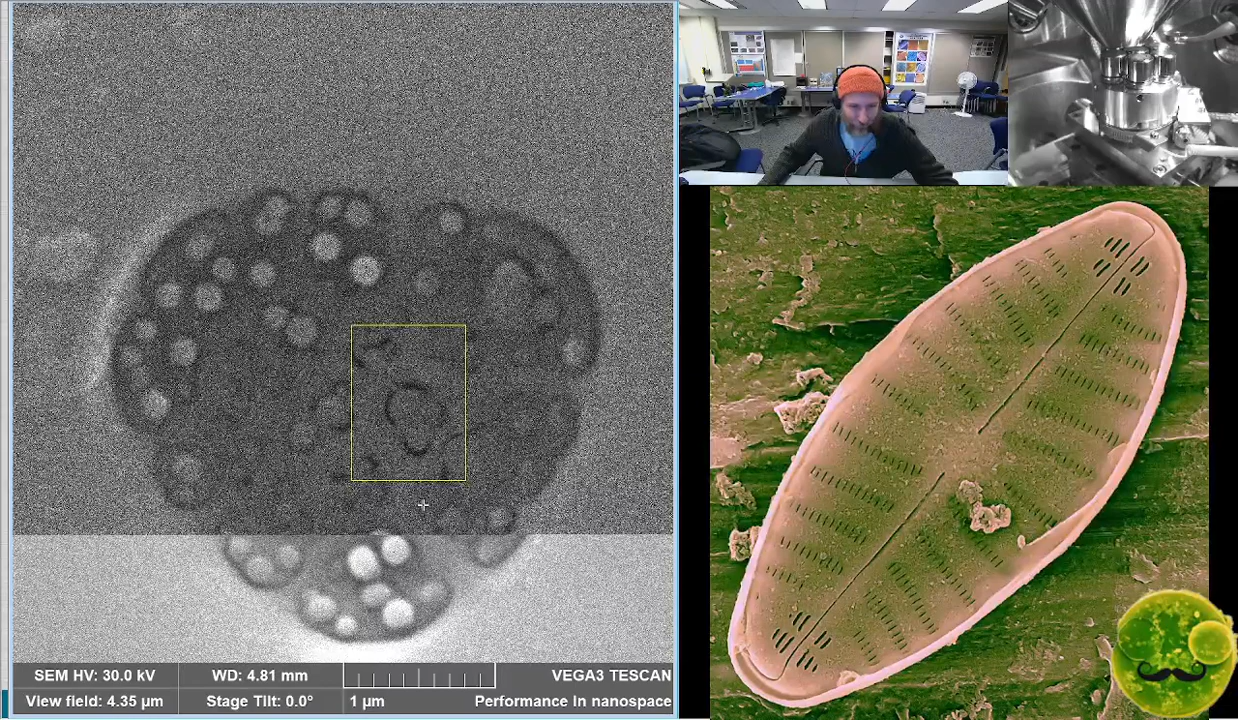 SEM HV: 30.0 kV WD: 4.81 mm VEGA3 TESCAN
View field: 4.35 µm Stage Tilt: 0.0° 1 µm Performance In nanospace